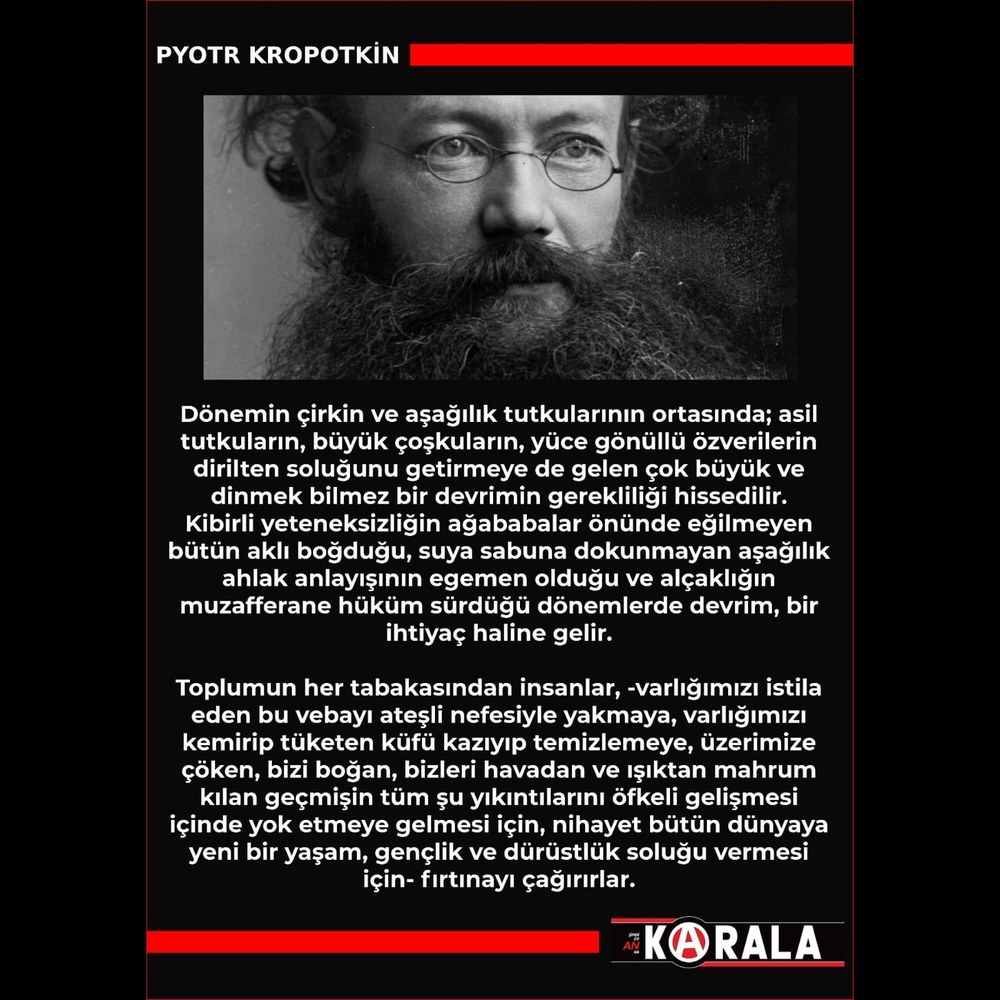 PYOTR KROPOTKİN
Dönemin çirkin ve aşağılık tutkularının ortasında; asil
tutkuların, büyük çoşkuların, yüce gönüllü özverilerin
dirilten soluğunu getirmeye de gelen çok büyük ve
dinmek bilmez bir devrimin gerekliliği hissedilir.
Kibirli yeteneksizliğin ağababalar önünde eğilmeyen
bütün aklı boğduğu, suya sabuna dokunmayan aşağılık
ahlak anlayışının egemen olduğu ve alçaklığın
muzafferane hüküm sürdüğü dönemlerde devrim, bir
ihtiyaç haline gelir.
Toplumun her tabakasından insanlar, -varlığımızı istila
eden bu vebayı ateşli nefesiyle yakmaya, varlığımızı
kemirip tüketen küfü kazıyıp temizlemeye, üzerimize
çöken, bizi boğan, bizleri havadan ve ışıktan mahrum
kılan geçmişin tüm şu yıkıntılarını öfkeli gelişmesi
içinde yok etmeye gelmesi için, nihayet bütün dünyaya
yeni bir yaşam, gençlik ve dürüstlük soluğu vermesi
için- fırtınayı çağırırlar.
AN
KARALA